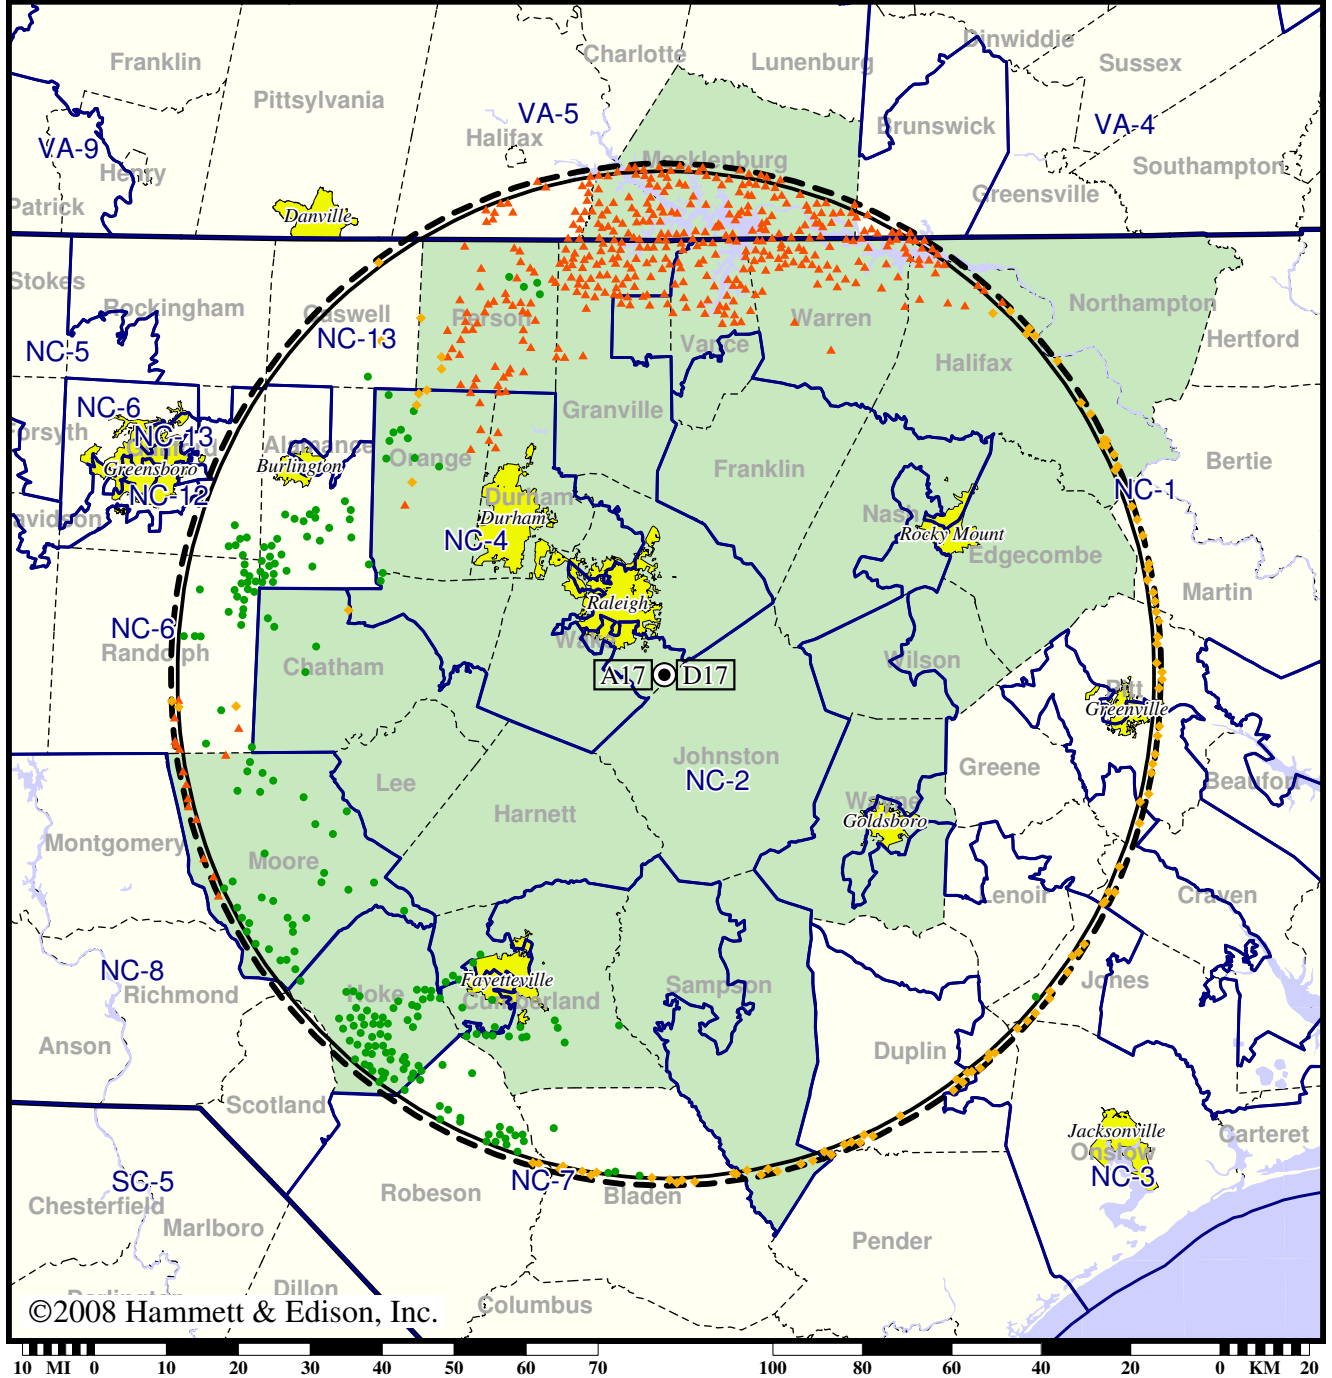 Franklin
Charlotte
Lunenburg
Dinwiddie
Sussex
Pittsylvania
VA-5
Halifax
VA-4
Brunswick
VA-9
Henry
Mecklenburg
Southampton
Greensville
Patrick
Danville
Stokes
Rockingham
Caswell
Person
Warren
Northampton
NC-13
Vance
Halifax
Hertford
NC-5
NC-6
Granville
Forsyth
NC-13
Guilford
Alamance
Orange
Franklin
Bertie
Greensboro
Burlington
NC-12
Durham
Durham
NC-1
Davidson
NC-4
Nash
Rocky Mount
Edgecombe
Raleigh
Martin
NC-6
Randolph
Chatham
Wake
Wilson
A17
D17
Pitt
Greenville
Johnston
NC-2
Greene
Beaufort
Lee
Harnett
Wayne
Goldsboro
Montgomery
Moore
Lenoir
Craven
NC-8
Richmond
Hoke
Fayetteville
Cumberland
Sampson
Jones
Anson
Duplin
Scotland
Jacksonville
Onslow
NC-3
Carteret
SC-5
Chesterfield
Marlboro
Robeson
NC-7
Bladen
Pender
Dillon
Darlington
Columbus
©2008 Hammett & Edison, Inc.
10 MI 0 10 20 30 40 50 60 70 100 80 60 40 20 0 KM 20